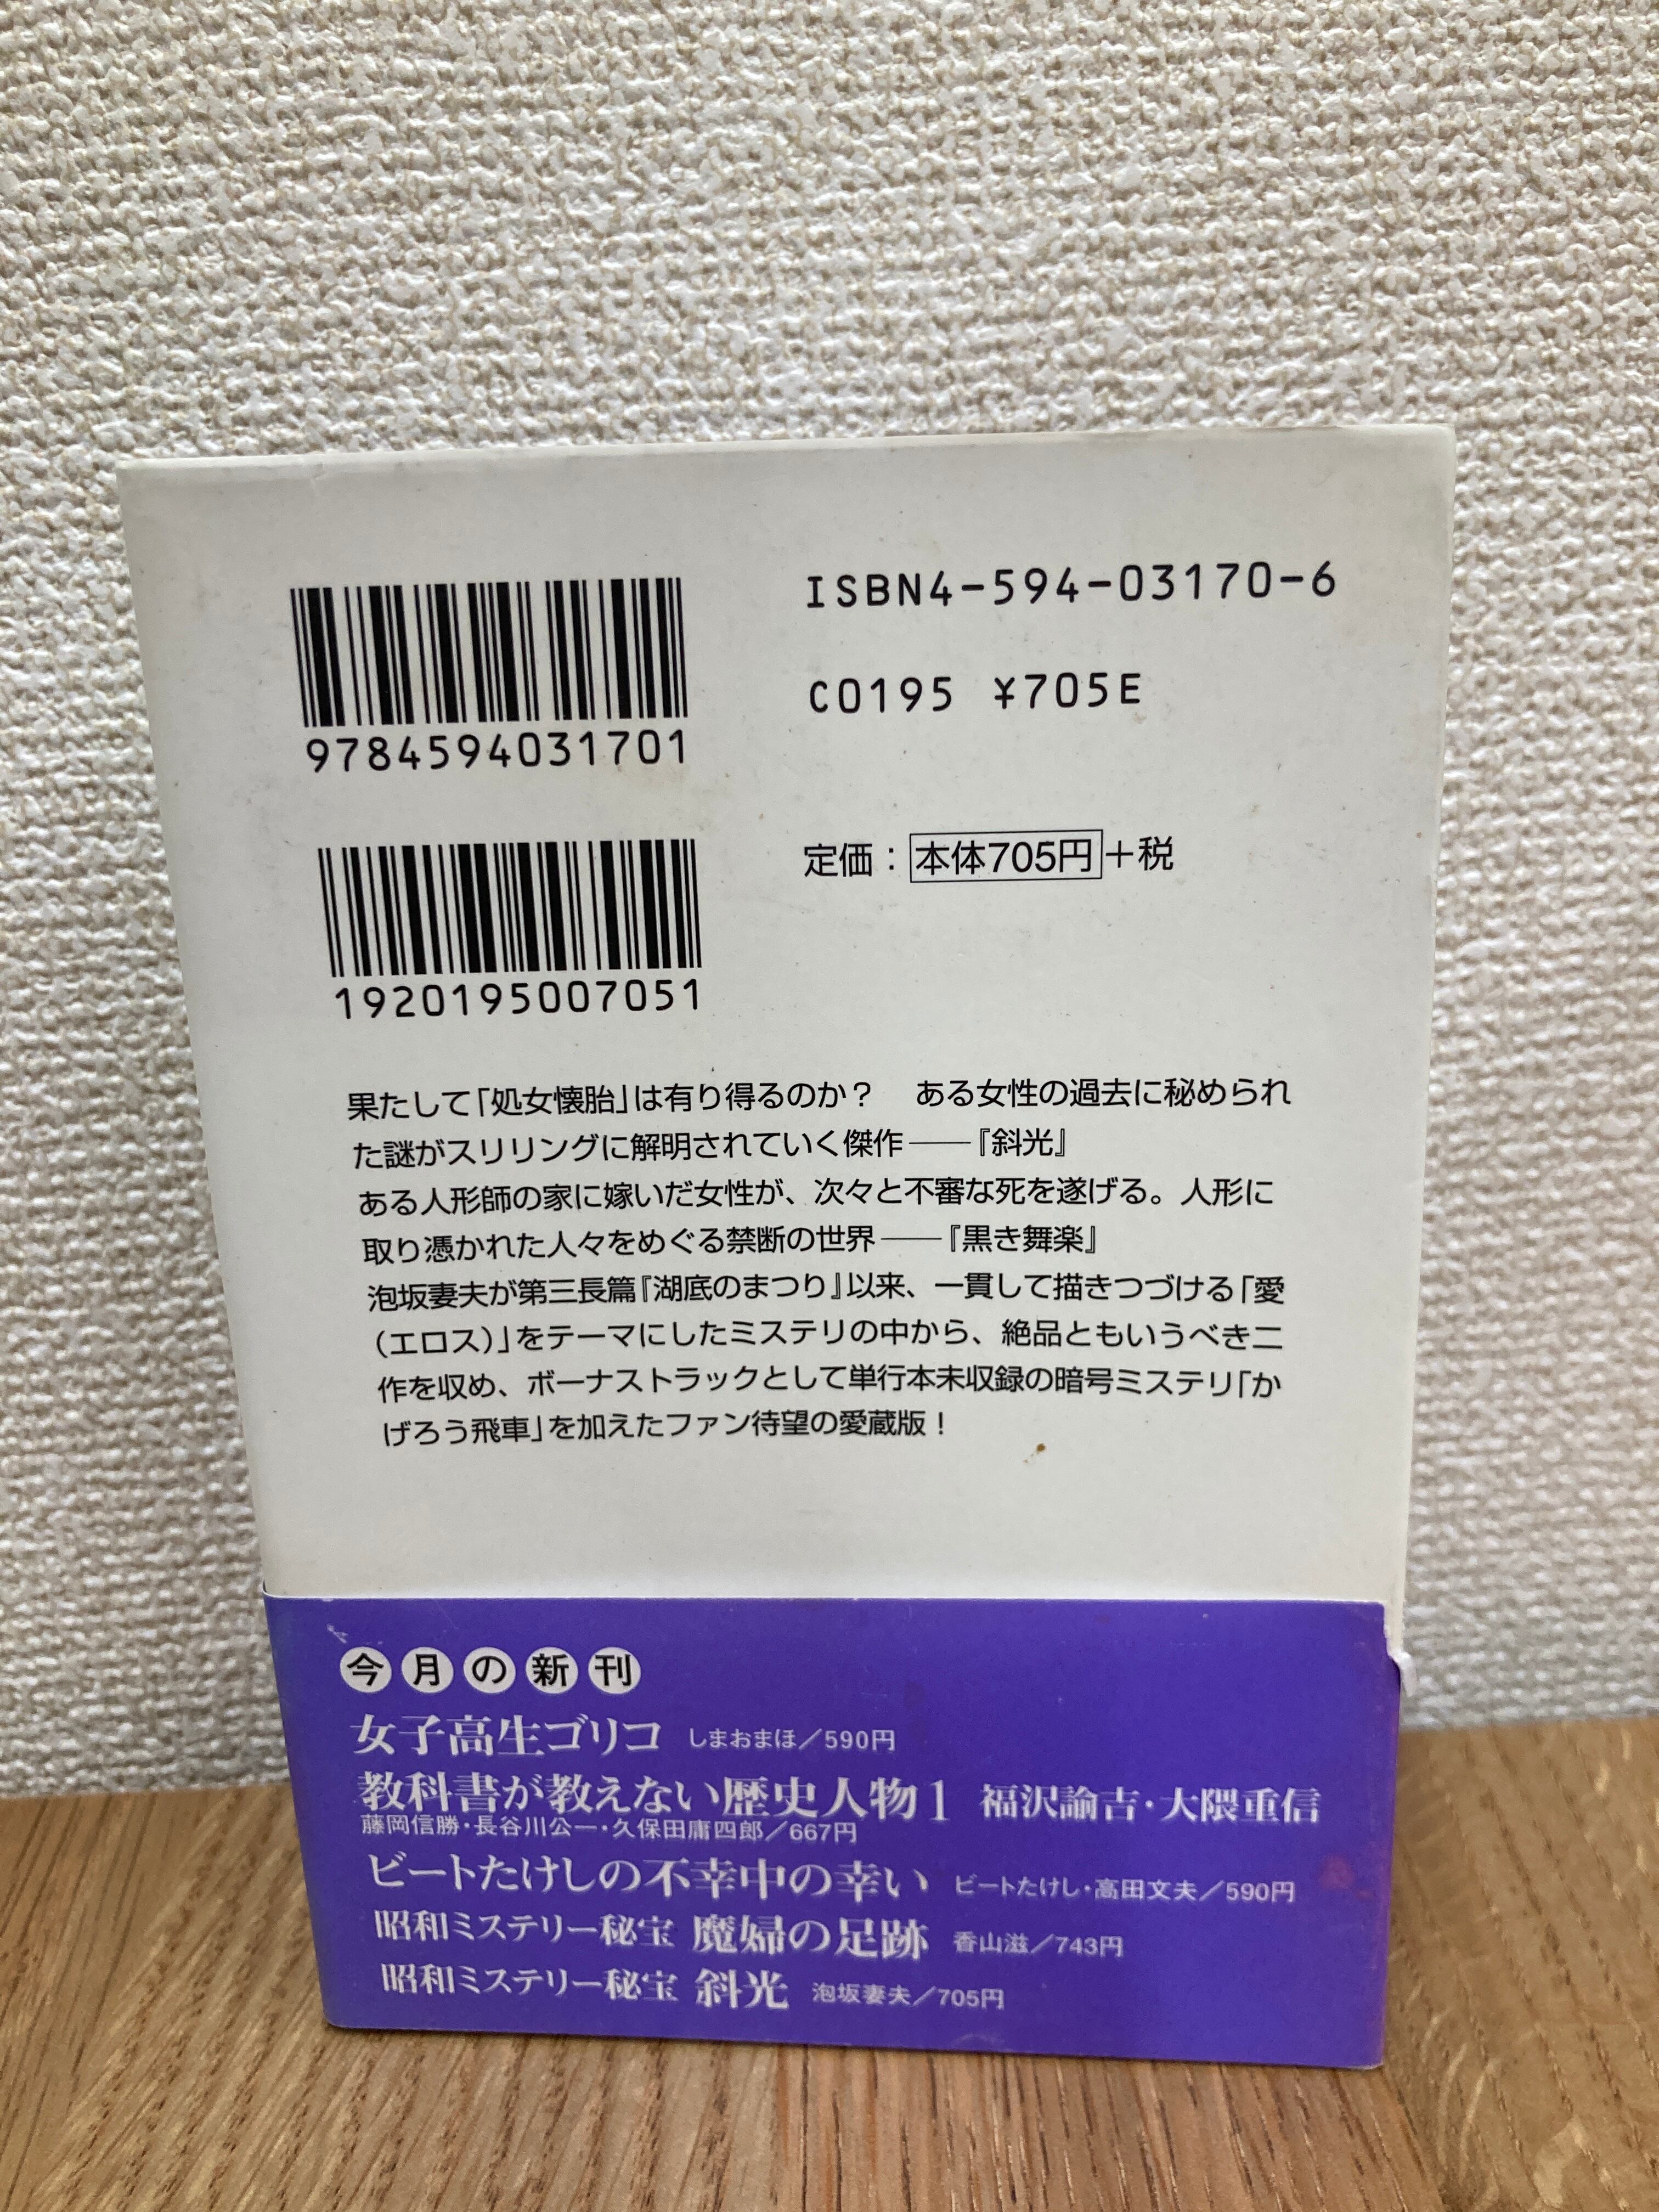 9784594031701
ISBN4-594-03170-6
C0195 ¥705E
1920195007051
定価：本体705円＋税
果たして「処女懐胎」は有り得るのか？　ある女性の過去に秘められ
た謎がスリリングに解明されていく傑作――『斜光』
ある人形師の家に嫁いだ女性が、次々と不審な死を遂げる。人形に
取り憑かれた人々をめぐる禁断の世界――『黒き舞楽』
泡坂妻夫が第三長篇『湖底のまつり』以来、一貫して描きつづける「愛
（エロス）」をテーマにしたミステリの中から、絶品ともいうべき二
作を収め、ボーナストラックとして単行本未収録の暗号ミステリ「か
げろう飛車」を加えたファン待望の愛蔵版！
今月の新刊
女子高生ゴリコ しまおまほ／590円
教科書が教えない歴史人物1 福沢諭吉・大隈重信
藤岡信勝・長谷川公一・久保田庸四郎／667円
ビートたけしの不幸中の幸い ビートたけし・高田文夫／590円
昭和ミステリー秘宝 魔婦の足跡 香山滋／743円
昭和ミステリー秘宝 斜光 泡坂妻夫／705円